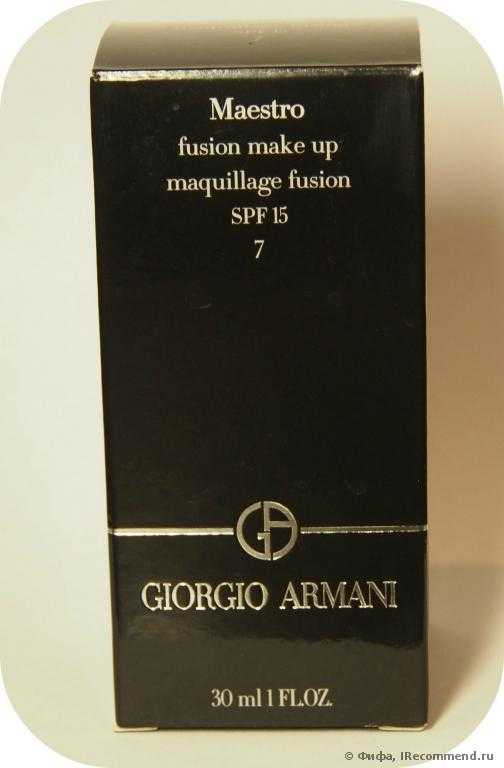 Maestro
fusion make up
maquillage fusion
SPF 15
7
GA
GIORGIO ARMANI
30 ml 1 FL.OZ.
© Фифа, IRecommend.ru